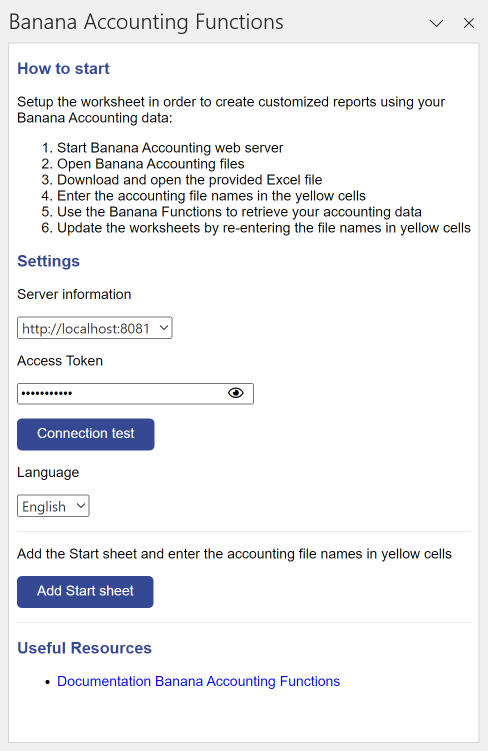 Banana Accounting Functions
How to start
Setup the worksheet in order to create customized reports using your
Banana Accounting data:
1. Start Banana Accounting web server
2. Open Banana Accounting files
3. Download and open the provided Excel file
4. Enter the accounting file names in the yellow cells
5. Use the Banana Functions to retrieve your accounting data
6. Update the worksheets by re-entering the file names in yellow cells
Settings
Server information
http://localhost:8081
Access Token
•••••••••••
Connection test
Language
English
Add the Start sheet and enter the accounting file names in yellow cells
Add Start sheet
Useful Resources
• Documentation Banana Accounting Functions